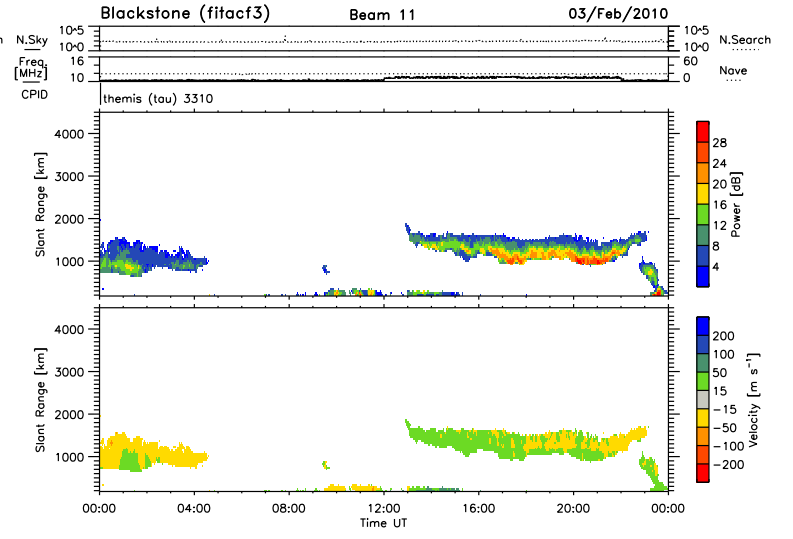 Blackstone (fitacf3) Beam 11 03/Feb/2010
n N.Sky 10^5 10^0 10^5 10^0 N.Search
Freq. [MHz] 16 10 60 0 Nave
CPID themis (tau) 3310
Slant Range [km] 4000 3000 2000 1000
28 24 20 16 12 8 4 Power [dB]
Slant Range [km] 4000 3000 2000 1000
200 100 50 15 −15 −50 −100 −200 Velocity [m s⁻¹]
00:00 04:00 08:00 12:00 16:00 20:00 00:00
Time UT